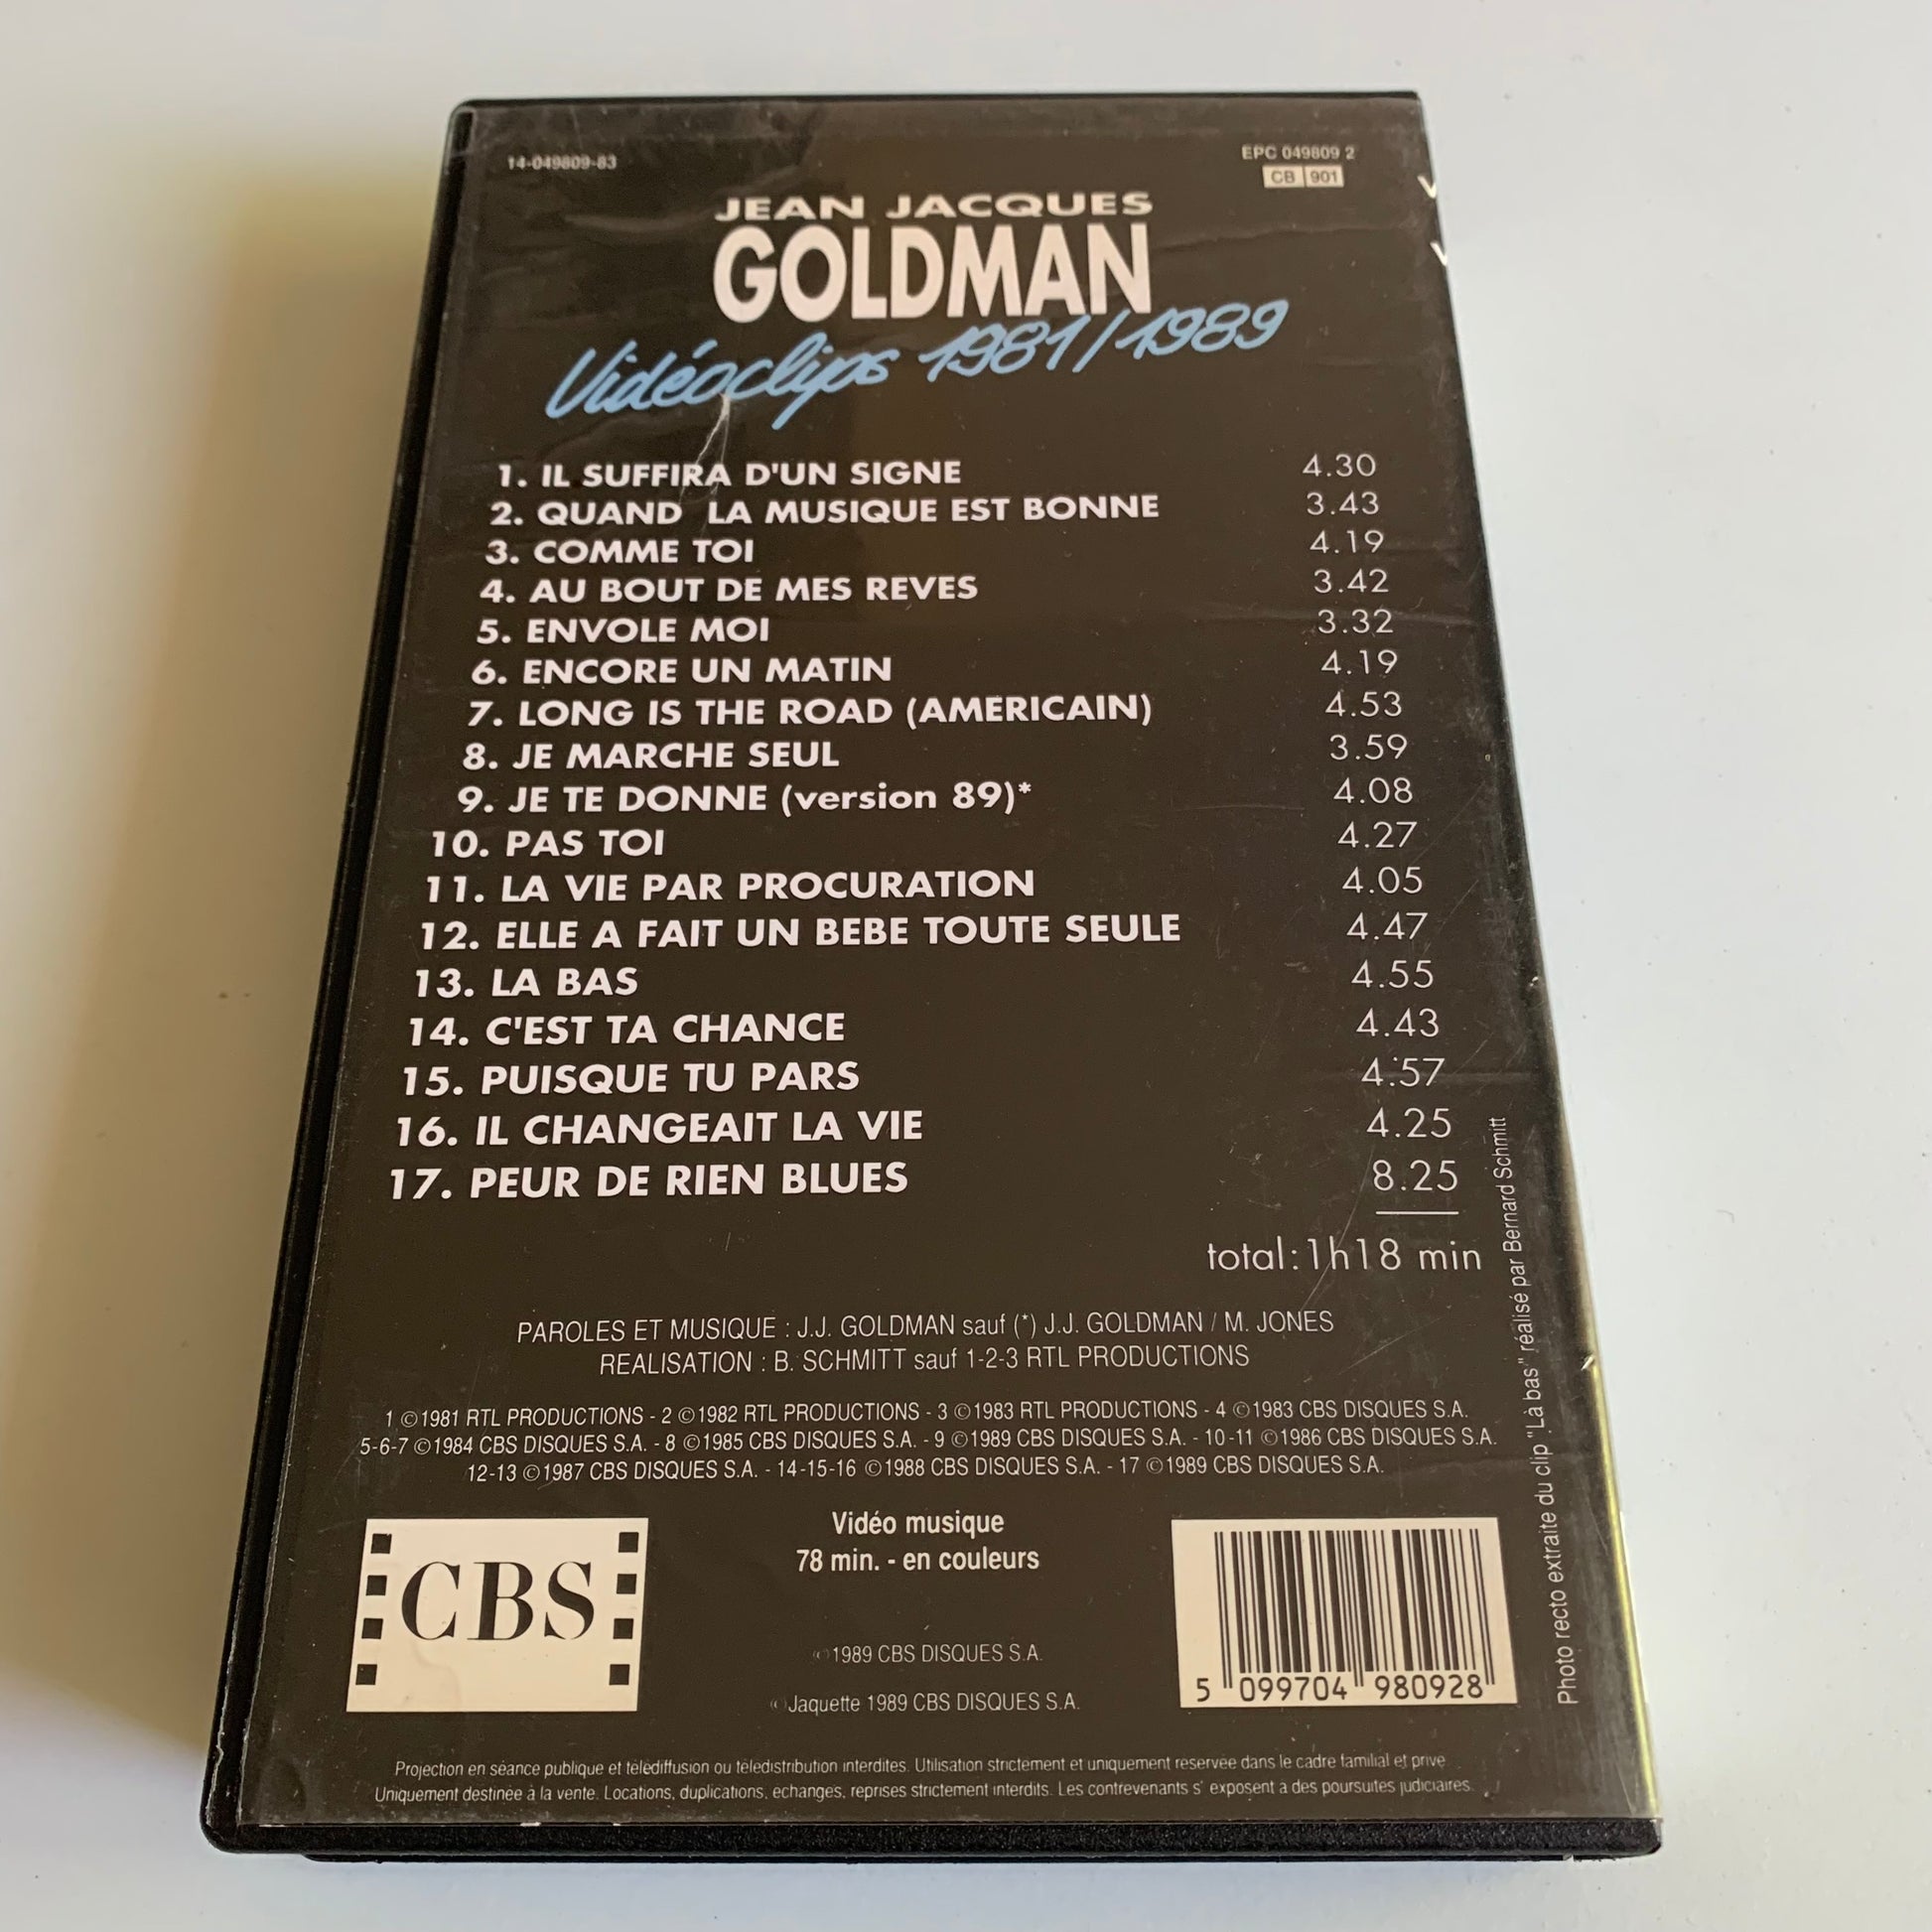 14-049809-83
EPC 049809 2
CB 901
JEAN JACQUES
GOLDMAN
Vidéoclips 1981/1989
1. IL SUFFIRA D'UN SIGNE 4.30
2. QUAND LA MUSIQUE EST BONNE 3.43
3. COMME TOI 4.19
4. AU BOUT DE MES REVES 3.42
5. ENVOLE MOI 3.32
6. ENCORE UN MATIN 4.19
7. LONG IS THE ROAD (AMERICAIN) 4.53
8. JE MARCHE SEUL 3.59
9. JE TE DONNE (version 89)* 4.08
10. PAS TOI 4.27
11. LA VIE PAR PROCURATION 4.05
12. ELLE A FAIT UN BEBE TOUTE SEULE 4.47
13. LA BAS 4.55
14. C'EST TA CHANCE 4.43
15. PUISQUE TU PARS 4.57
16. IL CHANGEAIT LA VIE 4.25
17. PEUR DE RIEN BLUES 8.25
total:1h18 min
PAROLES ET MUSIQUE : J.J. GOLDMAN sauf (*) J.J. GOLDMAN / M. JONES
REALISATION : B. SCHMITT sauf 1-2-3 RTL PRODUCTIONS
1 ©1981 RTL PRODUCTIONS - 2 ©1982 RTL PRODUCTIONS - 3 ©1983 RTL PRODUCTIONS - 4 ©1983 CBS DISQUES S.A.
5-6-7 ©1984 CBS DISQUES S.A. - 8 ©1985 CBS DISQUES S.A. - 9 ©1989 CBS DISQUES S.A. - 10-11 ©1986 CBS DISQUES S.A.
12-13 ©1987 CBS DISQUES S.A. - 14-15-16 ©1988 CBS DISQUES S.A. - 17 ©1989 CBS DISQUES S.A.
CBS
Vidéo musique
78 min. - en couleurs
©1989 CBS DISQUES S.A.
© Jaquette 1989 CBS DISQUES S.A.
5 099704 980928
Photo recto extraite du clip "Là bas" réalisé par Bernard Schmitt
Projection en séance publique et télédiffusion ou télédistribution interdites. Utilisation strictement et uniquement réservée dans le cadre familial et privé
Uniquement destinée à la vente. Locations, duplications, echanges, reprises strictement interdits. Les contrevenants s' exposent à des poursuites judiciaires.